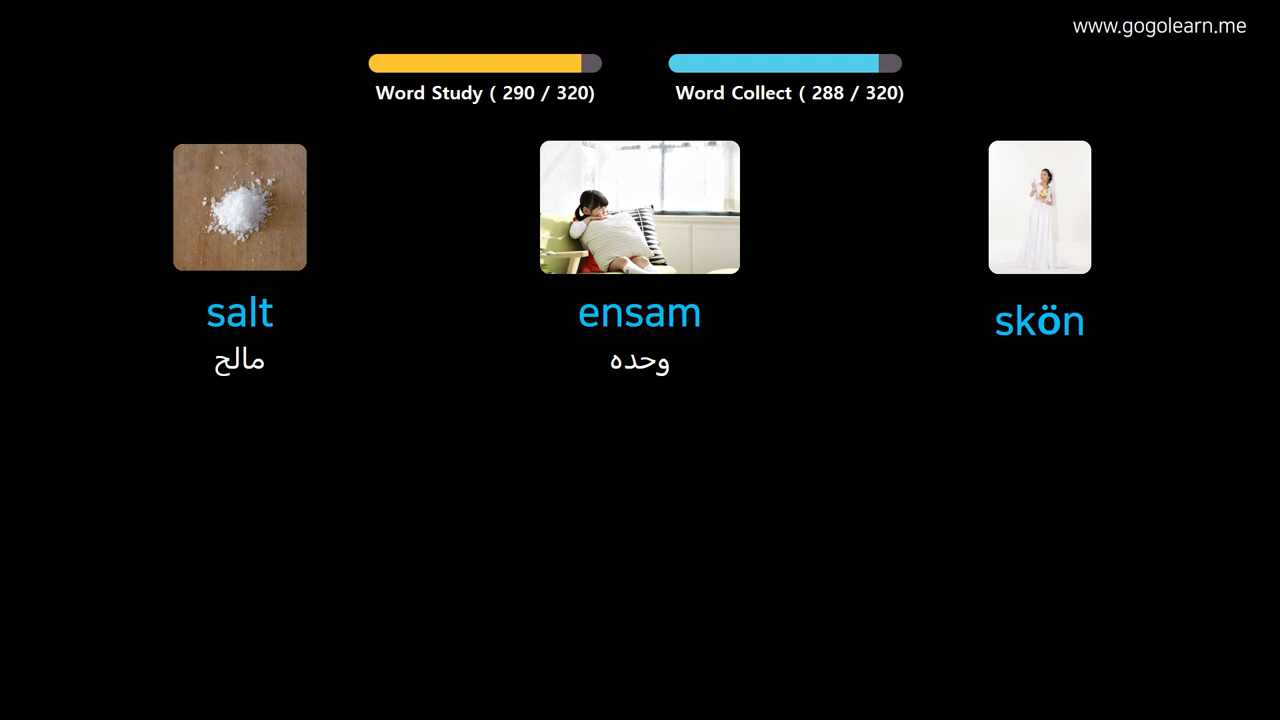 www.gogolearn.me
Word Study ( 290 / 320)
Word Collect ( 288 / 320)
salt
ensam
skön
مالح
وحده